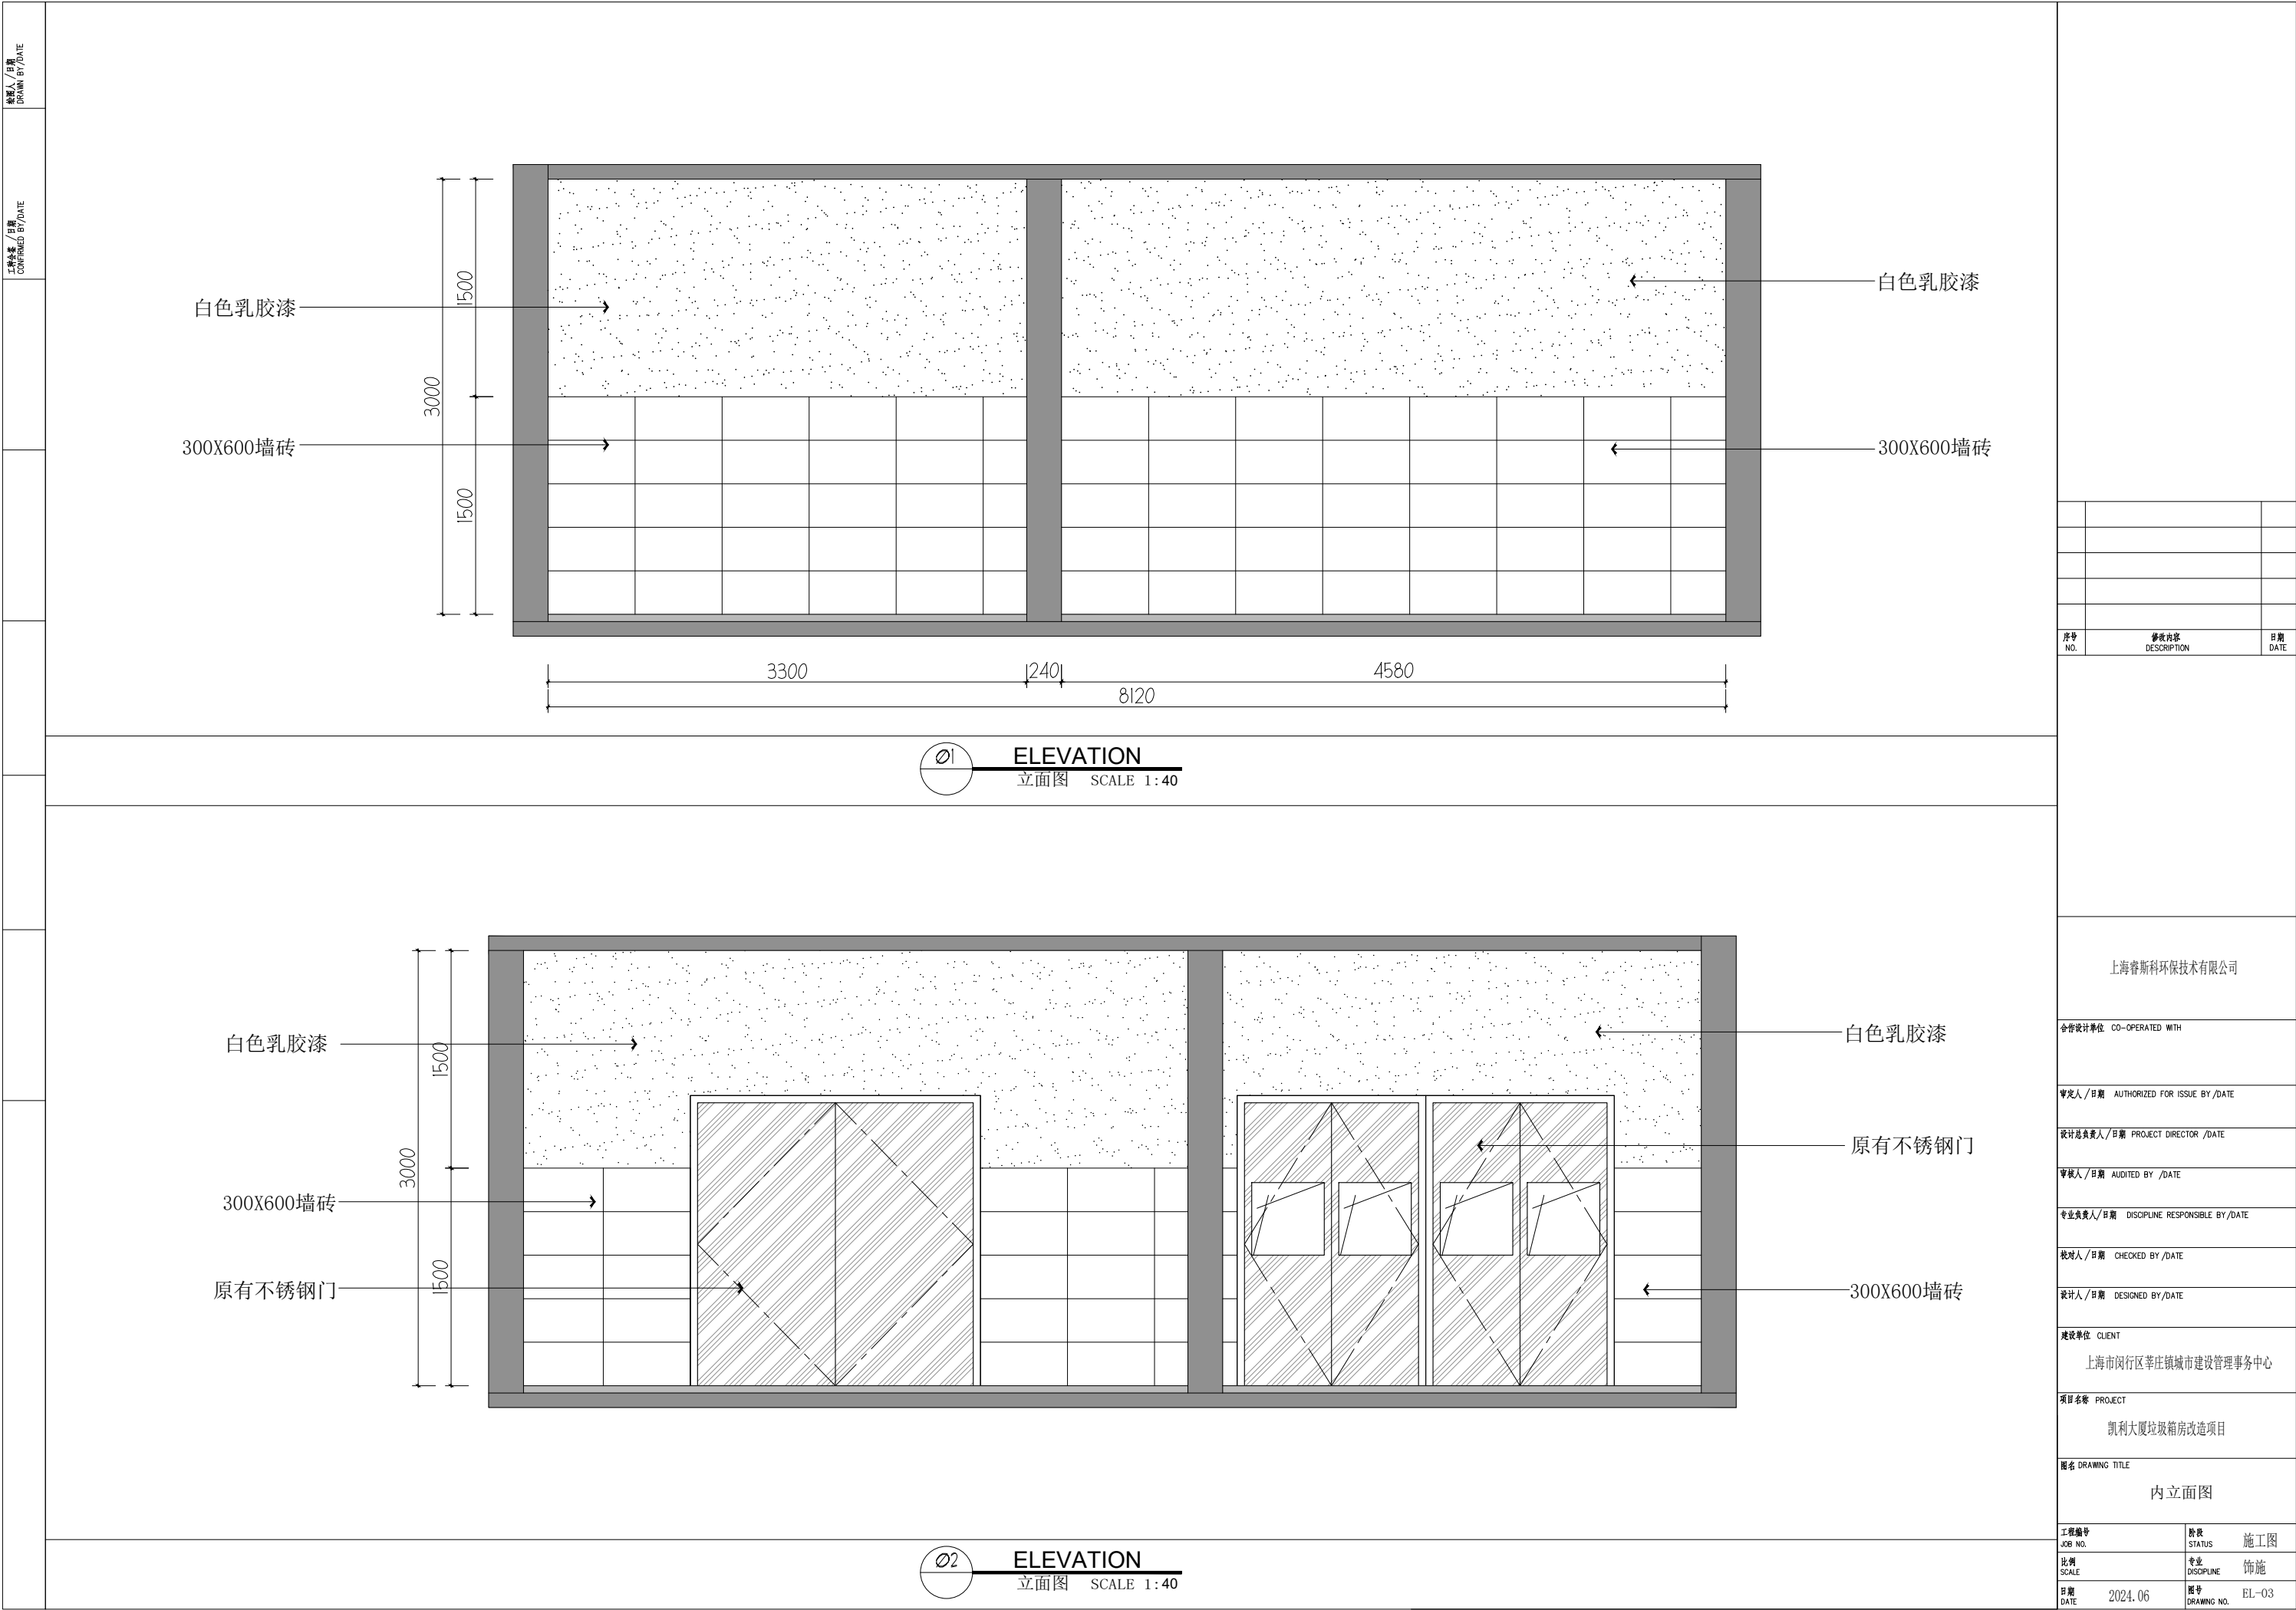 绘图人／日期
DRAWN BY/DATE
工种会签／日期
CONFIRMED BY/DATE
白色乳胶漆
300X600墙砖
3000
1500
1500
白色乳胶漆
300X600墙砖
3300
240
4580
8120
01
ELEVATION
立面图 SCALE 1:40
白色乳胶漆
300X600墙砖
原有不锈钢门
3000
1500
1500
白色乳胶漆
原有不锈钢门
300X600墙砖
02
ELEVATION
立面图 SCALE 1:40
序号 修改内容 日期
NO. DESCRIPTION DATE
上海睿斯科环保技术有限公司
合作设计单位 CO-OPERATED WITH
审定人／日期 AUTHORIZED FOR ISSUE BY/DATE
设计总负责人／日期 PROJECT DIRECTOR /DATE
审核人／日期 AUDITED BY /DATE
专业负责人／日期 DISCIPLINE RESPONSIBLE BY/DATE
校对人／日期 CHECKED BY/DATE
设计人／日期 DESIGNED BY/DATE
建设单位 CLIENT
上海市闵行区莘庄镇城市建设管理事务中心
项目名称 PROJECT
凯利大厦垃圾箱房改造项目
图名 DRAWING TITLE
内立面图
工程编号
JOB NO.
阶段
STATUS
施工图
比例
SCALE
专业
DISCIPLINE
饰施
日期
DATE
2024.06
图号
DRAWING NO.
EL-03